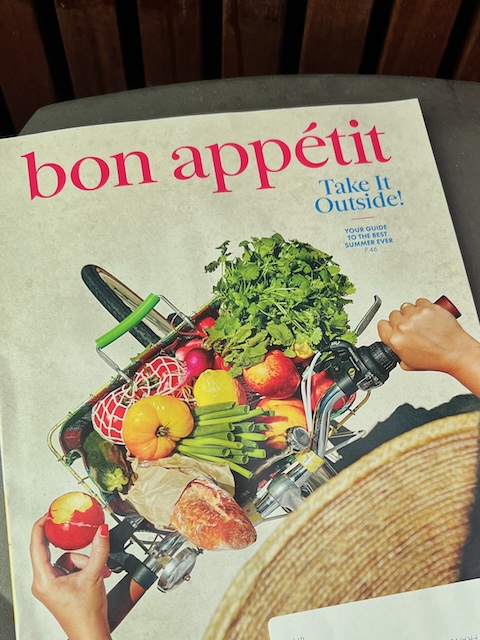 bon appétit
Take It
Outside!
YOUR GUIDE
TO THE BEST
SUMMER EVER
P.46